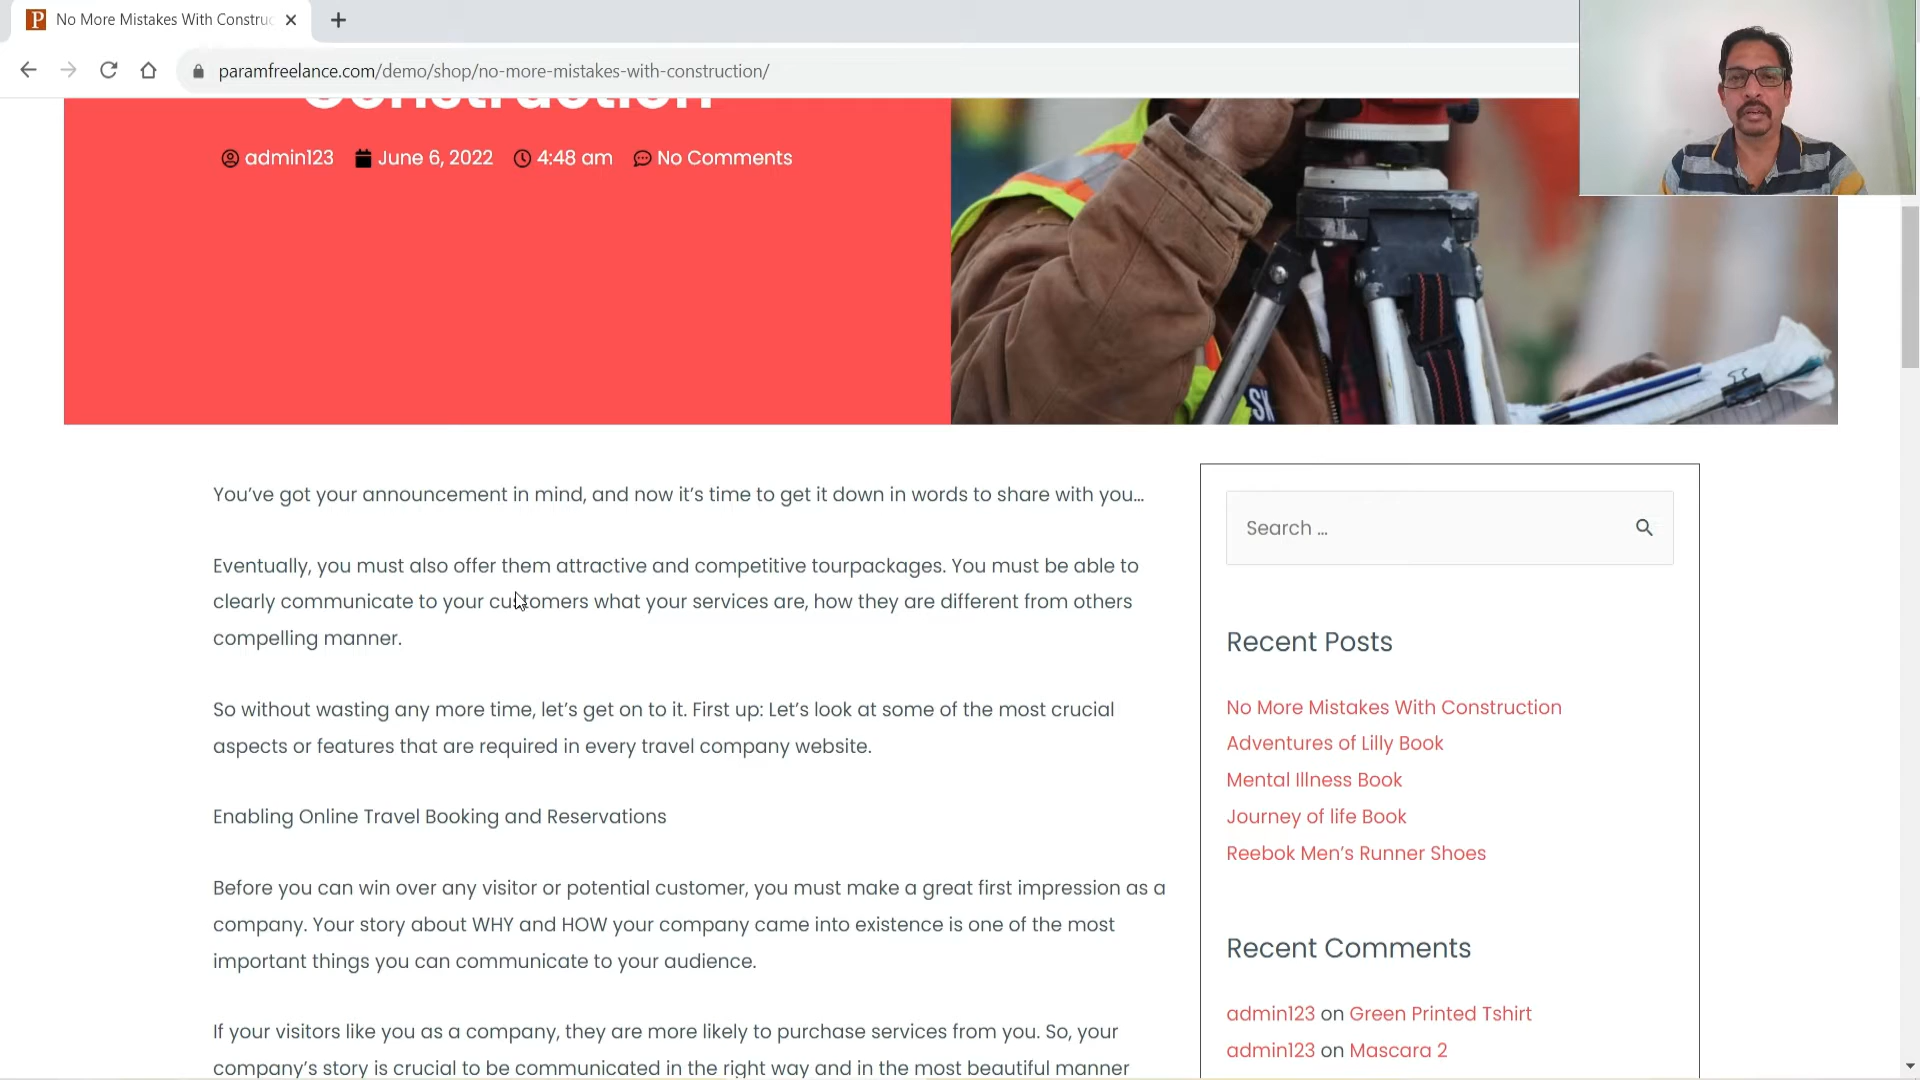 No More Mistakes With Construc
paramfreelance.com/demo/shop/no-more-mistakes-with-construction/
Construction
admin123 June 6, 2022 4:48 am No Comments
SK
You’ve got your announcement in mind, and now it’s time to get it down in words to share with you…
Eventually, you must also offer them attractive and competitive tourpackages. You must be able to
clearly communicate to your customers what your services are, how they are different from others
compelling manner.
So without wasting any more time, let’s get on to it. First up: Let’s look at some of the most crucial
aspects or features that are required in every travel company website.
Enabling Online Travel Booking and Reservations
Before you can win over any visitor or potential customer, you must make a great first impression as a
company. Your story about WHY and HOW your company came into existence is one of the most
important things you can communicate to your audience.
If your visitors like you as a company, they are more likely to purchase services from you. So, your
company’s story is crucial to be communicated in the right way and in the most beautiful manner
Search …
Recent Posts
No More Mistakes With Construction
Adventures of Lilly Book
Mental Illness Book
Journey of life Book
Reebok Men’s Runner Shoes
Recent Comments
admin123 on Green Printed Tshirt
admin123 on Mascara 2